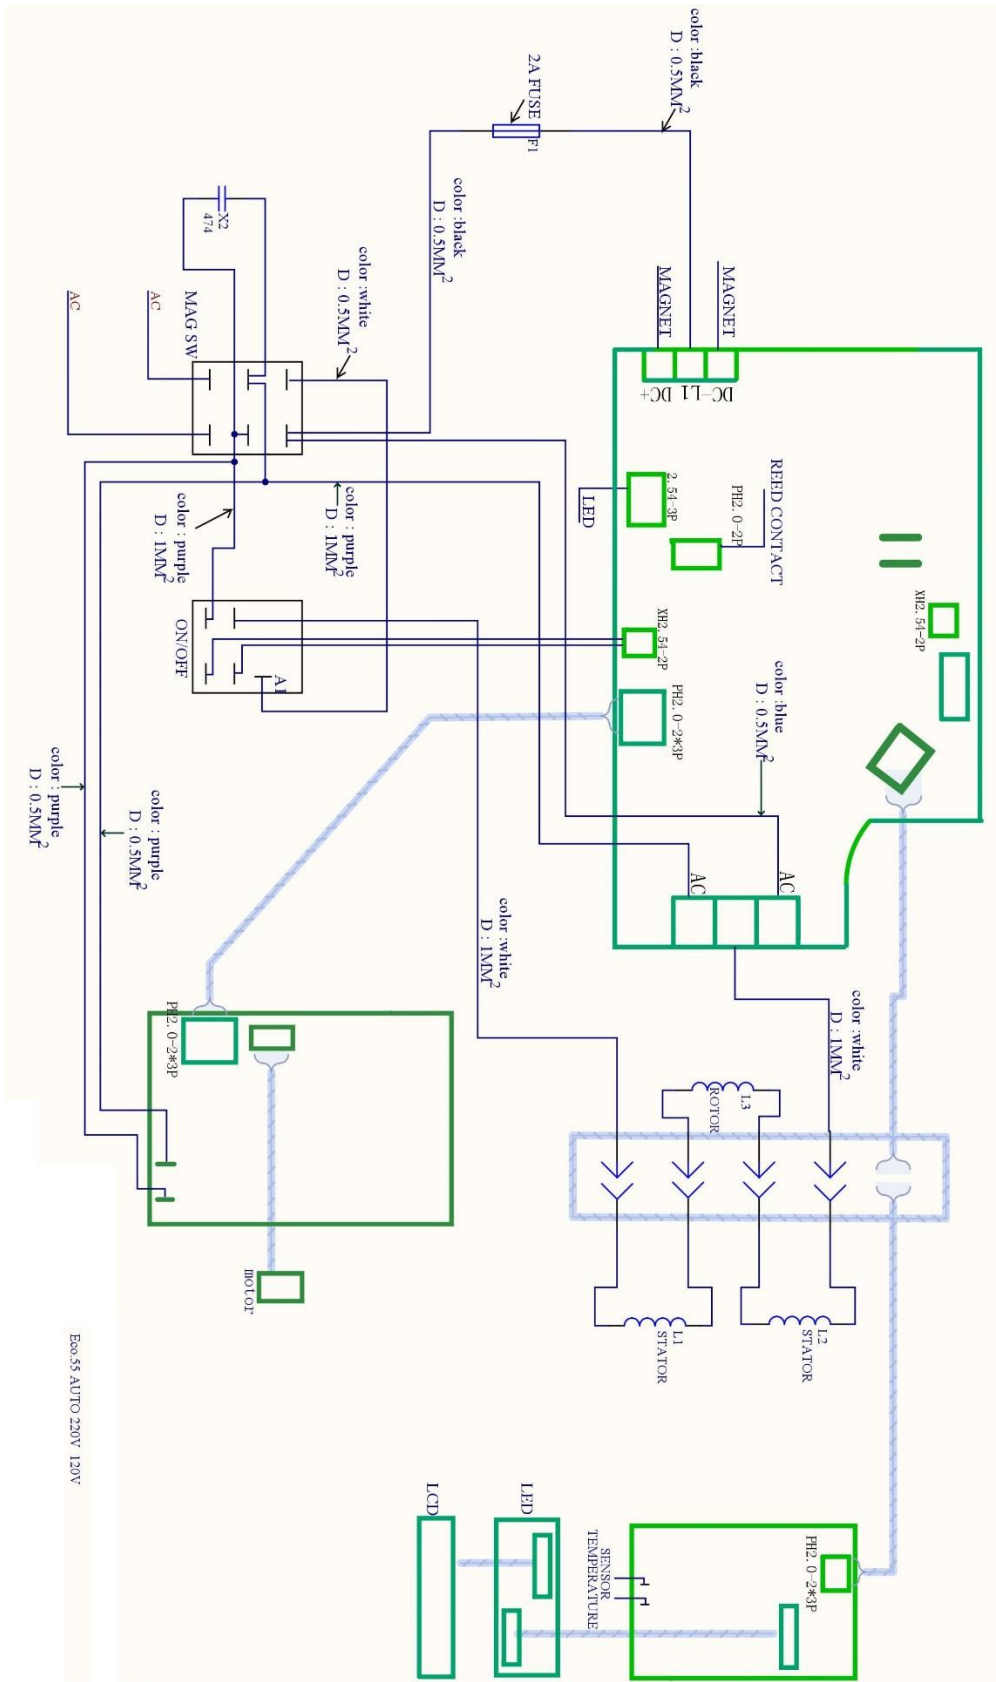 color :black
D : 0.5MM2
2A FUSE
F1
color :black
D : 0.5MM2
X2
474
color :white
D : 0.5MM2
MAGNET
MAGNET
AC
AC
MAG SW
DC-L1 DC+
REED CONTACT
PH2. 0-2P
2. 54-3P
LED
color : purple
D : 1MM2
color : purple
D : 1MM2
XH2. 54-2P
XH2. 54-2P
ON/OFF
A1
PH2. 0-2*3P
color :blue
D : 0.5MM2
color : purple
D : 0.5MM2
color : purple
D : 0.5MM2
AC
AC
color :white
D : 1MM2
color :white
D : 1MM2
PH2. 0-2*3P
L3
ROTOR
motor
L1
STATOR
L2
STATOR
Eco.55 AUTO 220V 120V
LCD
LED
SENSOR
TEMPERATURE
PH2. 0-2*3P